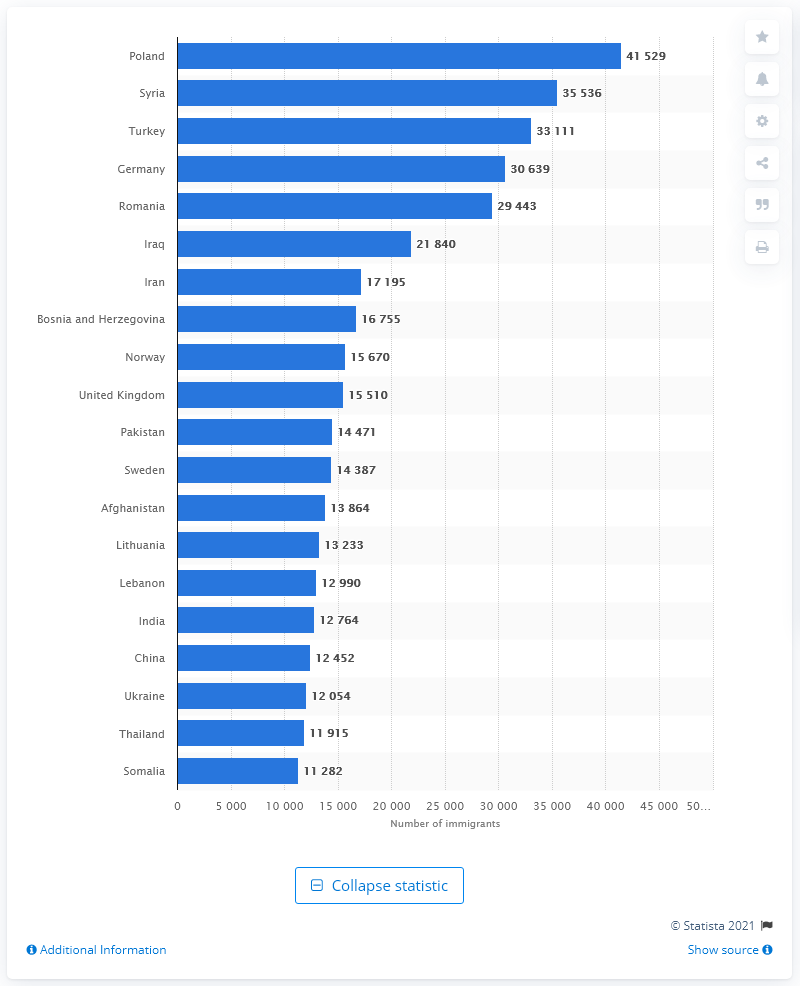 Poland 41 529
Syria 35 536
Turkey 33 111
Germany 30 639
Romania 29 443
Iraq 21 840
Iran 17 195
Bosnia and Herzegovina 16 755
Norway 15 670
United Kingdom 15 510
Pakistan 14 471
Sweden 14 387
Afghanistan 13 864
Lithuania 13 233
Lebanon 12 990
India 12 764
China 12 452
Ukraine 12 054
Thailand 11 915
Somalia 11 282
0 5 000 10 000 15 000 20 000 25 000 30 000 35 000 40 000 45 000 50…
Number of immigrants
Collapse statistic
© Statista 2021
Additional Information Show source